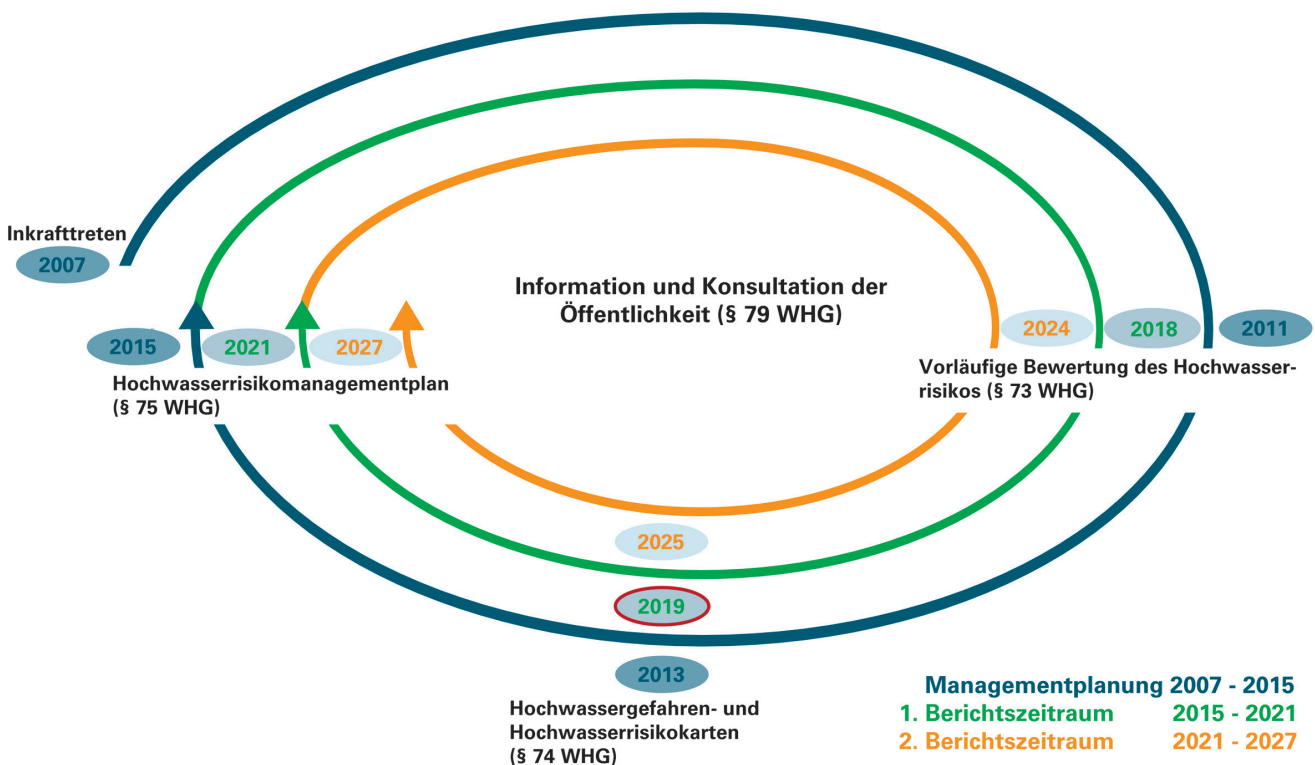 Inkrafttreten
2007
Information und Konsultation der
Öffentlichkeit (§ 79 WHG)
2015
2021
2027
2024
2018
2011
Hochwasserrisikomanagementplan
(§ 75 WHG)
Vorläufige Bewertung des Hochwasser-
risikos (§ 73 WHG)
2025
2019
2013
Hochwassergefahren- und
Hochwasserrisikokarten
(§ 74 WHG)
Managementplanung 2007 - 2015
1. Berichtszeitraum 2015 - 2021
2. Berichtszeitraum 2021 - 2027